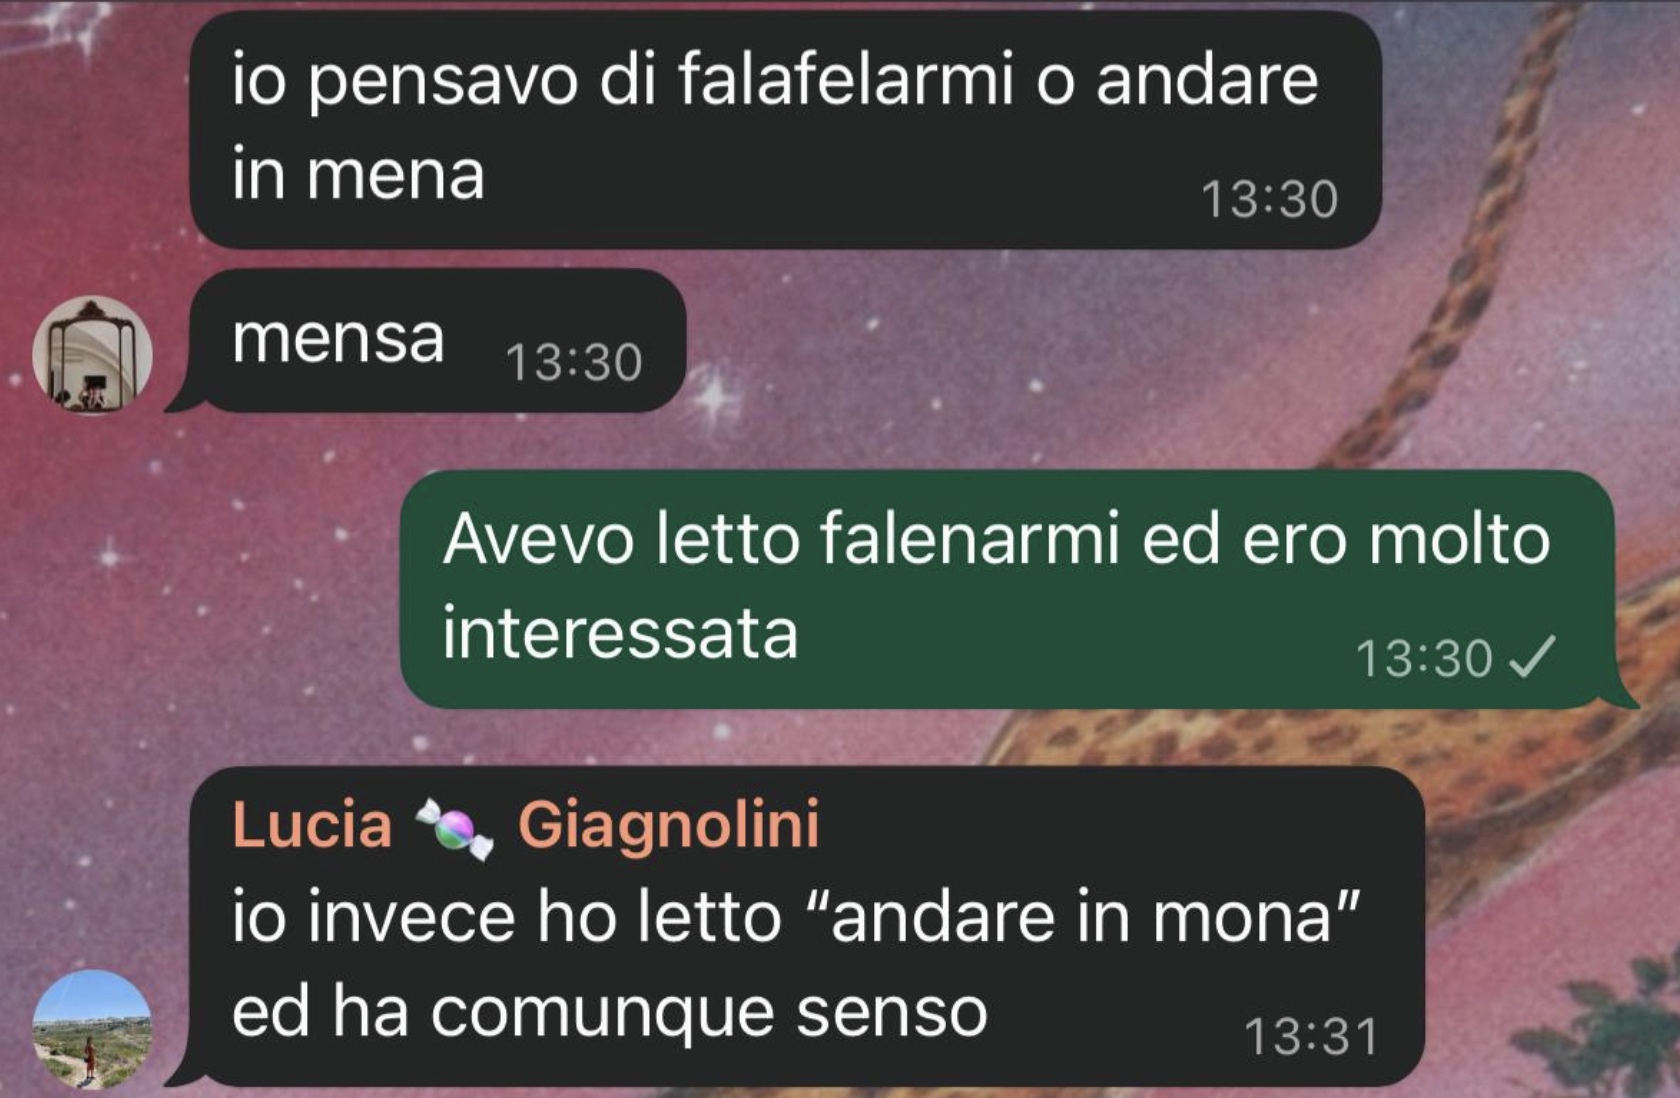 io pensavo di falafelarmi o andare
in mena
13:30
mensa 13:30
Avevo letto falenarmi ed ero molto
interessata
13:30
Lucia 🍬 Giagnolini
io invece ho letto “andare in mona”
ed ha comunque senso
13:31